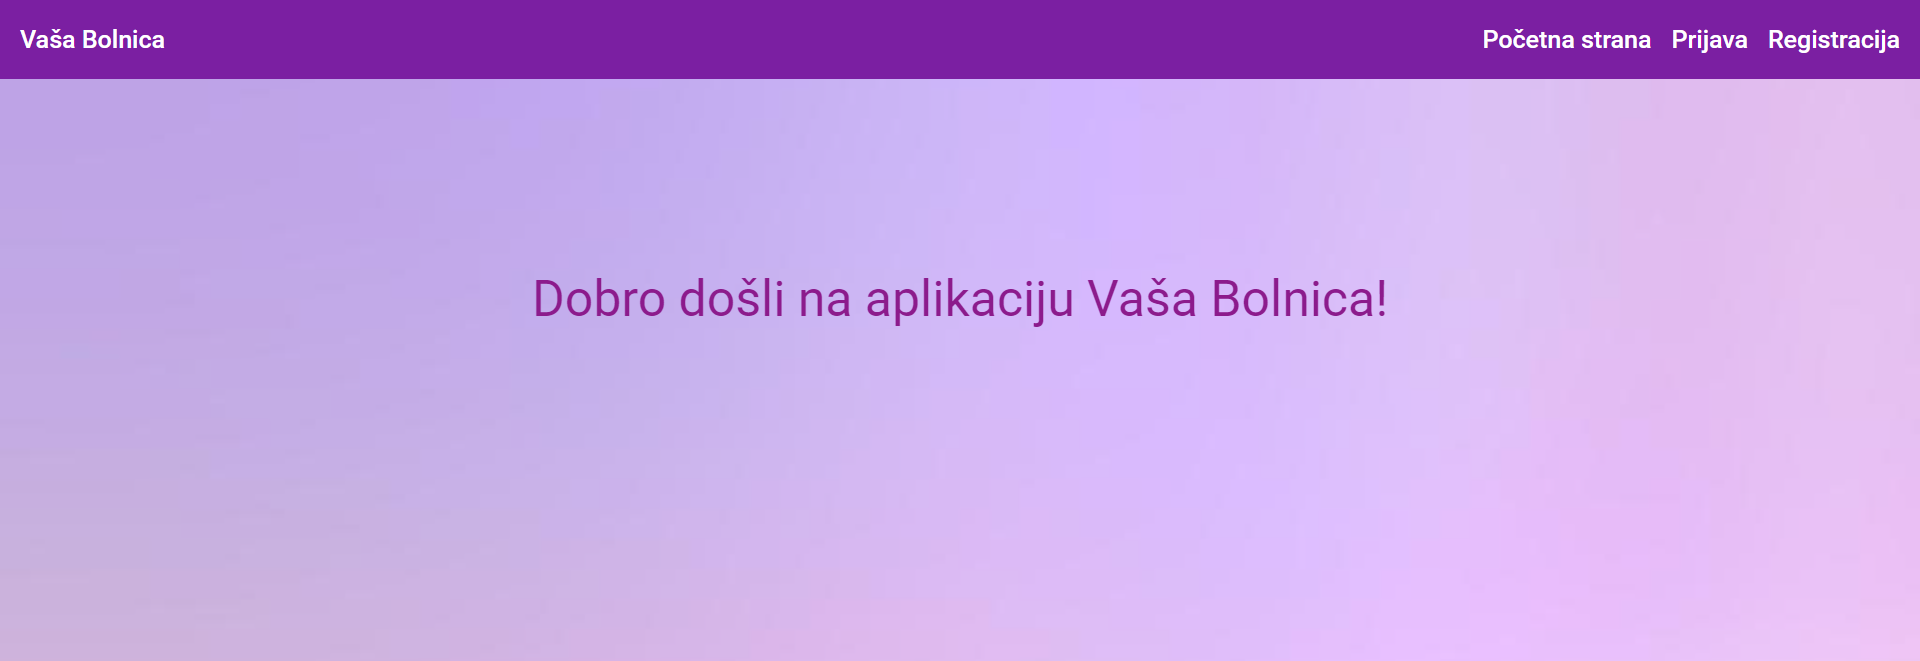 Vaša Bolnica
Početna strana Prijava Registracija
Dobro došli na aplikaciju Vaša Bolnica!